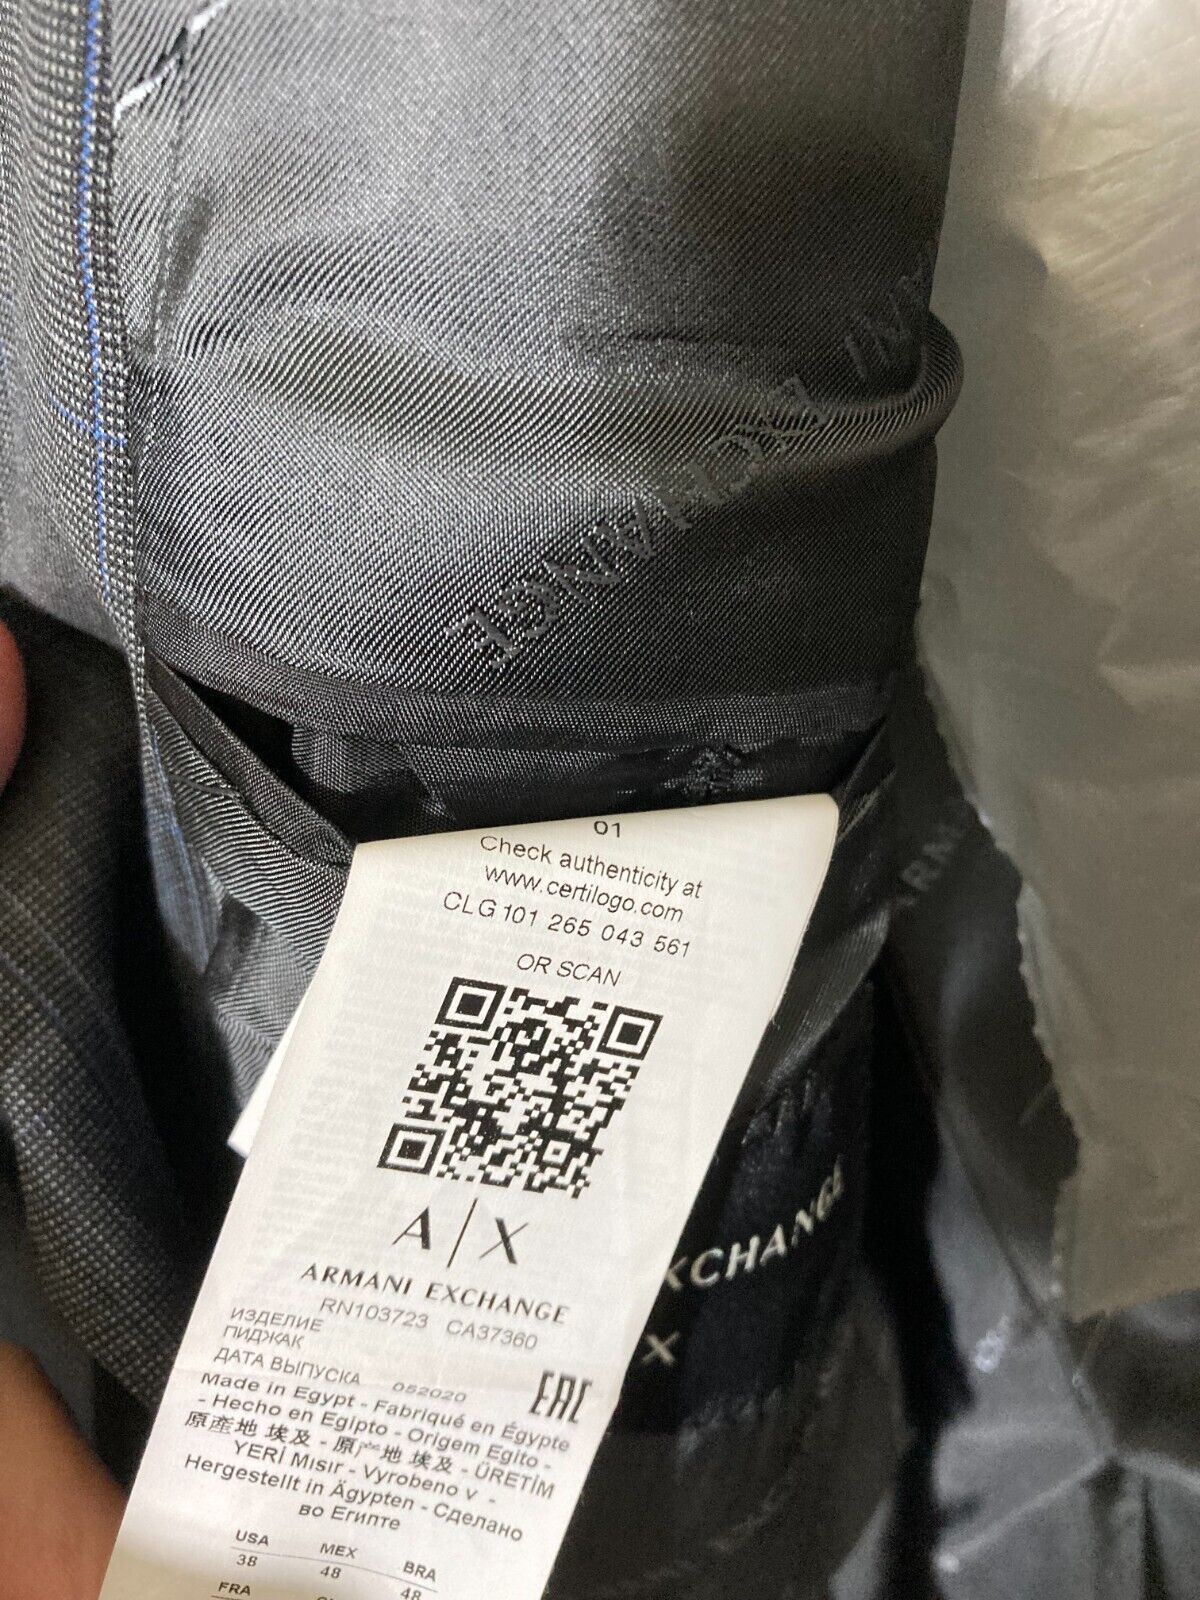 EXCHANGE
01
Check authenticity at
www.certilogo.com
CLG 101 265 043 561
OR SCAN
A|X
ARMANI EXCHANGE
RN103723 CA37360
ИЗДЕЛИЕ
ПИДЖАК
ДАТА ВЫПУСКА 052020
EAC
Made in Egypt - Fabriqué en Égypte
- Hecho en Egipto - Origem Egito -
原產地 埃及 - 原产地 埃及 - ÜRETİM
YERİ Mısır - Vyrobeno v -
Hergestellt in Ägypten - Сделано
во Египте
USA MEX BRA
38 48 48
FRA
XCHANGE
X